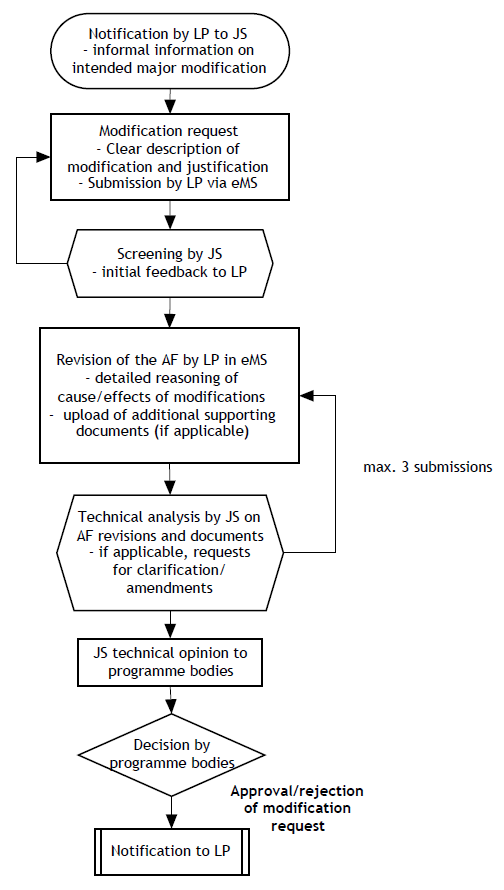 Notification by LP to JS
- informal information on
intended major modification
Modification request
- Clear description of
modification and justification
- Submission by LP via eMS
Screening by JS
- initial feedback to LP
Revision of the AF by LP in eMS
- detailed reasoning of
cause/effects of modifications
- upload of additional supporting
documents (if applicable)
max. 3 submissions
Technical analysis by JS on
AF revisions and documents
- if applicable, requests
for clarification/
amendments
JS technical opinion to
programme bodies
Decision by
programme bodies
Approval/rejection
of modification
request
Notification to LP